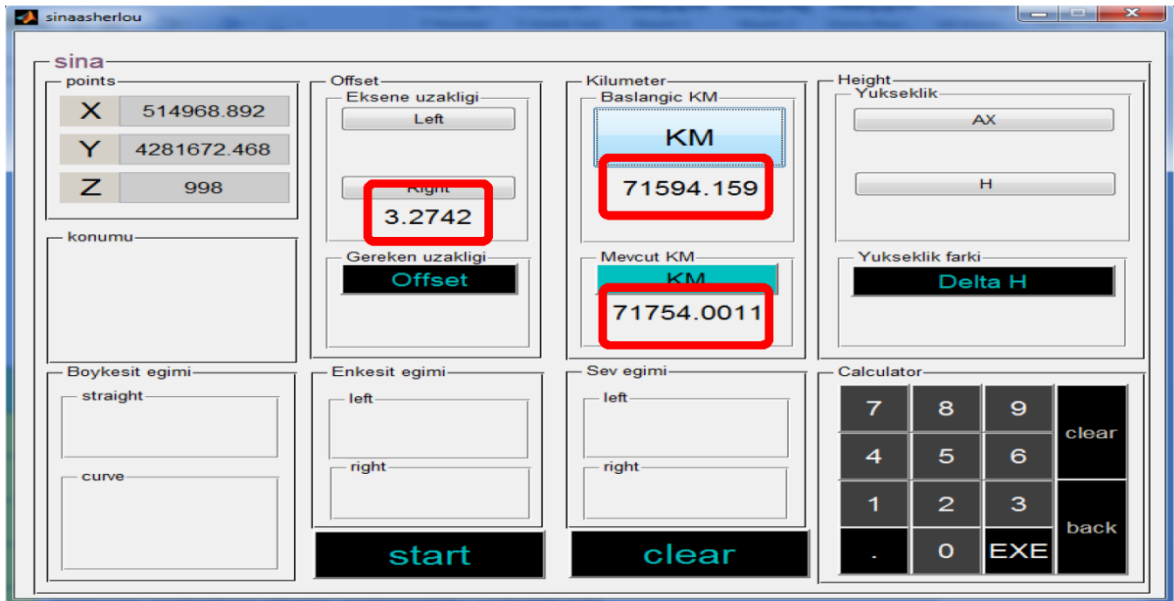 sinaasherlou
sina
points
X 514968.892
Y 4281672.468
Z 998
konumu
Offset
Eksene uzakligi
Left
Right
3.2742
Gereken uzakligi
Offset
Kilumeter
Baslangic KM
KM
71594.159
Mevcut KM
KM
71754.0011
Height
Yukseklik
AX
H
Yukseklik farki
Delta H
Boykesit egimi
straight
curve
Enkesit egimi
left
right
start
Sev egimi
left
right
clear
Calculator
7 8 9 clear
4 5 6
1 2 3 back
. 0 EXE